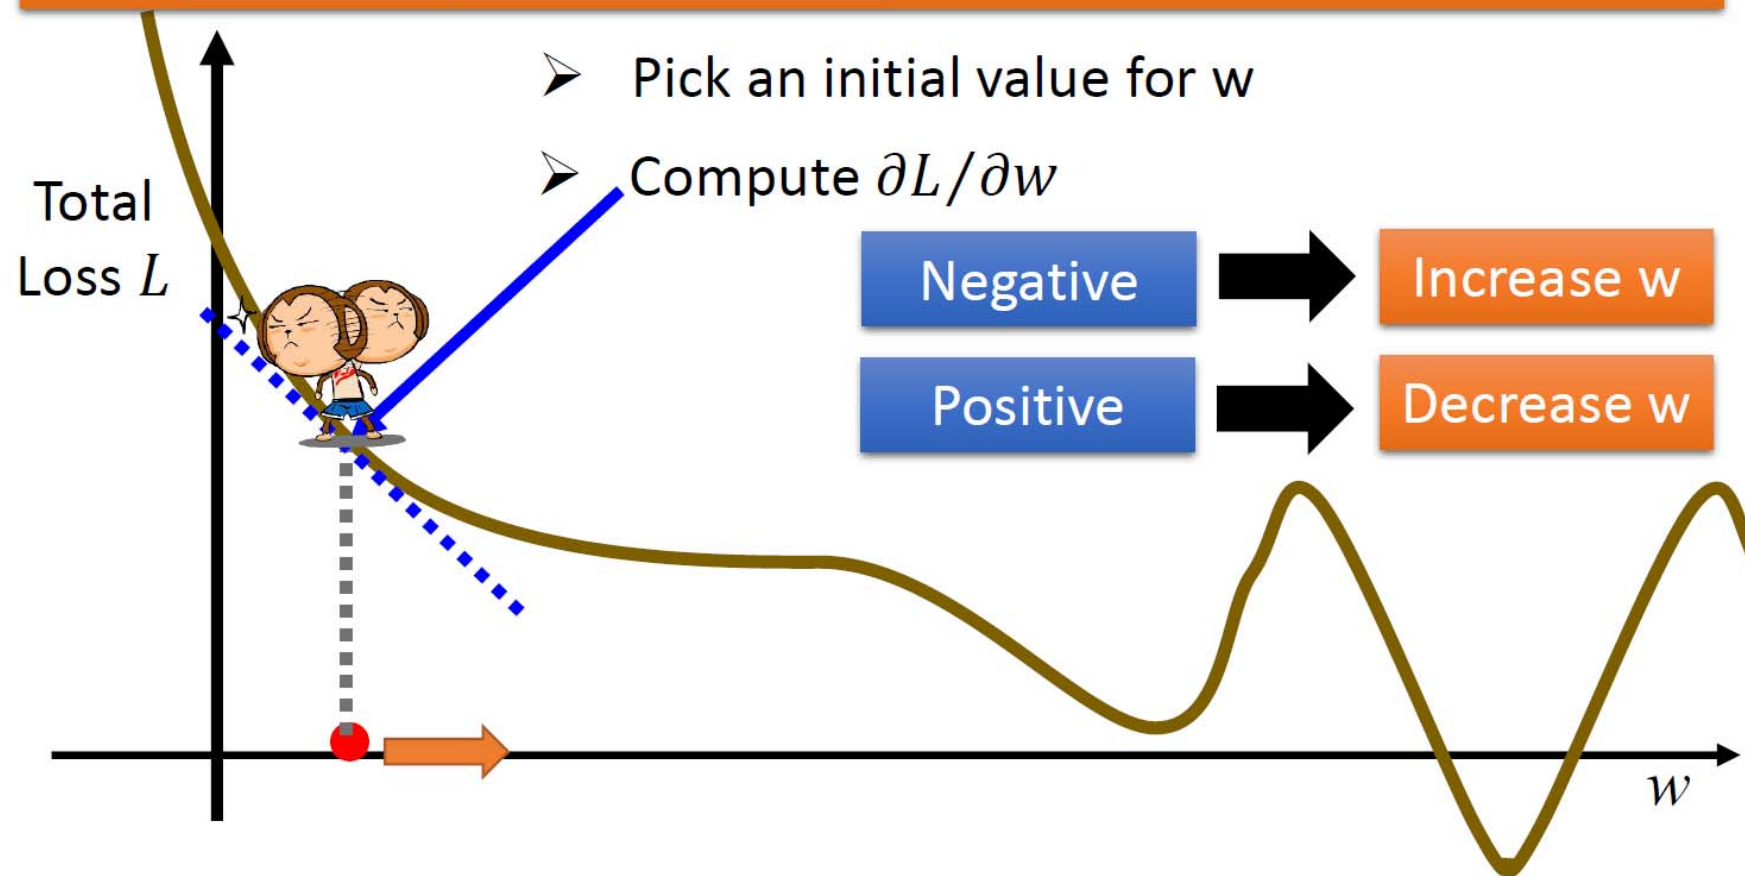 ➢ Pick an initial value for w
➢ Compute ∂L/∂w
Total
Loss L
Negative
Increase w
Positive
Decrease w
w